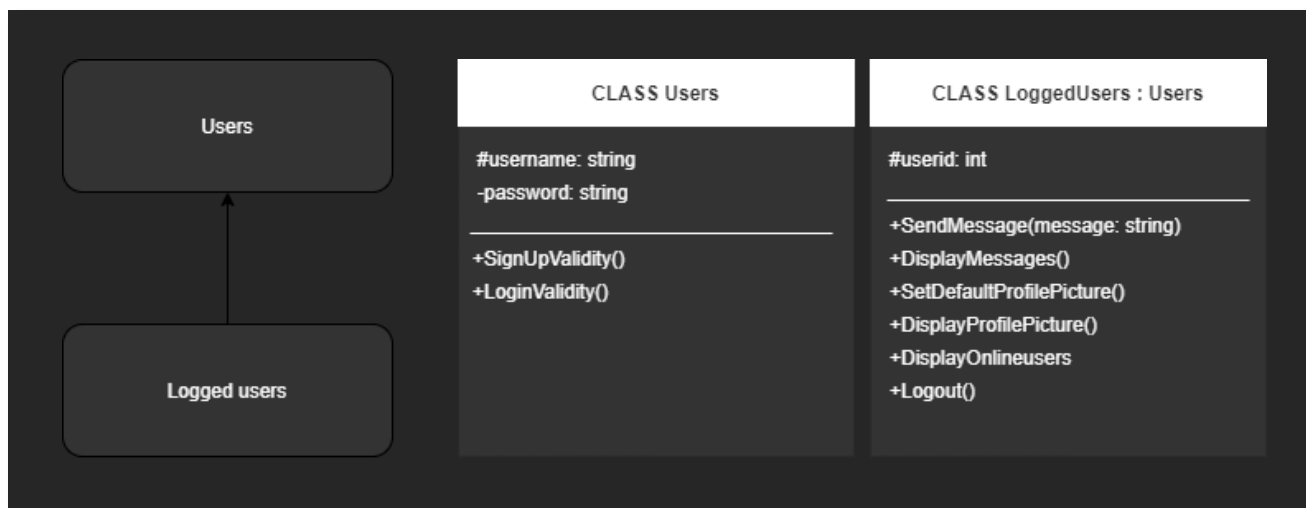 Users
Logged users
CLASS Users
#username: string
-password: string
+SignUpValidity()
+LoginValidity()
CLASS LoggedUsers : Users
#userid: int
+SendMessage(message: string)
+DisplayMessages()
+SetDefaultProfilePicture()
+DisplayProfilePicture()
+DisplayOnlineusers
+Logout()